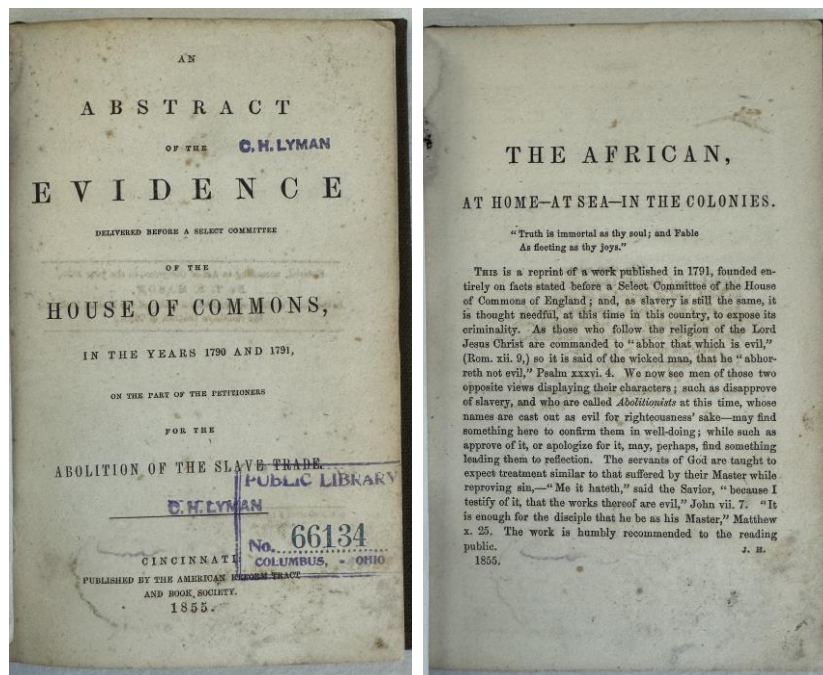 AN
ABSTRACT
OF THE
C. H. LYMAN
EVIDENCE
DELIVERED BEFORE A SELECT COMMITTEE
OF THE
HOUSE OF COMMONS,
IN THE YEARS 1790 AND 1791,
ON THE PART OF THE PETITIONERS
FOR THE
ABOLITION OF THE SLAVE TRADE.
PUBLIC LIBRARY
C. H. LYMAN
No. 66134
COLUMBUS, - OHIO
CINCINNATI:
PUBLISHED BY THE AMERICAN REFORM TRACT
AND BOOK SOCIETY.
1855.
THE AFRICAN,
AT HOME—AT SEA—IN THE COLONIES.
"Truth is immortal as thy soul; and Fable
As fleeting as thy joys."
THIS is a reprint of a work published in 1791, founded en-
tirely on facts stated before a Select Committee of the House
of Commons of England; and, as slavery is still the same, it
is thought needful, at this time in this country, to expose its
criminality. As those who follow the religion of the Lord
Jesus Christ are commanded to "abhor that which is evil,"
(Rom. xii. 9,) so it is said of the wicked man, that he "abhor-
reth not evil," Psalm xxxvi. 4. We now see men of those two
opposite views displaying their characters; such as disapprove
of slavery, and who are called Abolitionists at this time, whose
names are cast out as evil for righteousness' sake—may find
something here to confirm them in well-doing; while such as
approve of it, or apologize for it, may, perhaps, find something
leading them to reflection. The servants of God are taught to
expect treatment similar to that suffered by their Master while
reproving sin,—"Me it hateth," said the Savior, "because I
testify of it, that the works thereof are evil," John vii. 7. "It
is enough for the disciple that he be as his Master," Matthew
x. 25. The work is humbly recommended to the reading
public.
J. H.
1855.